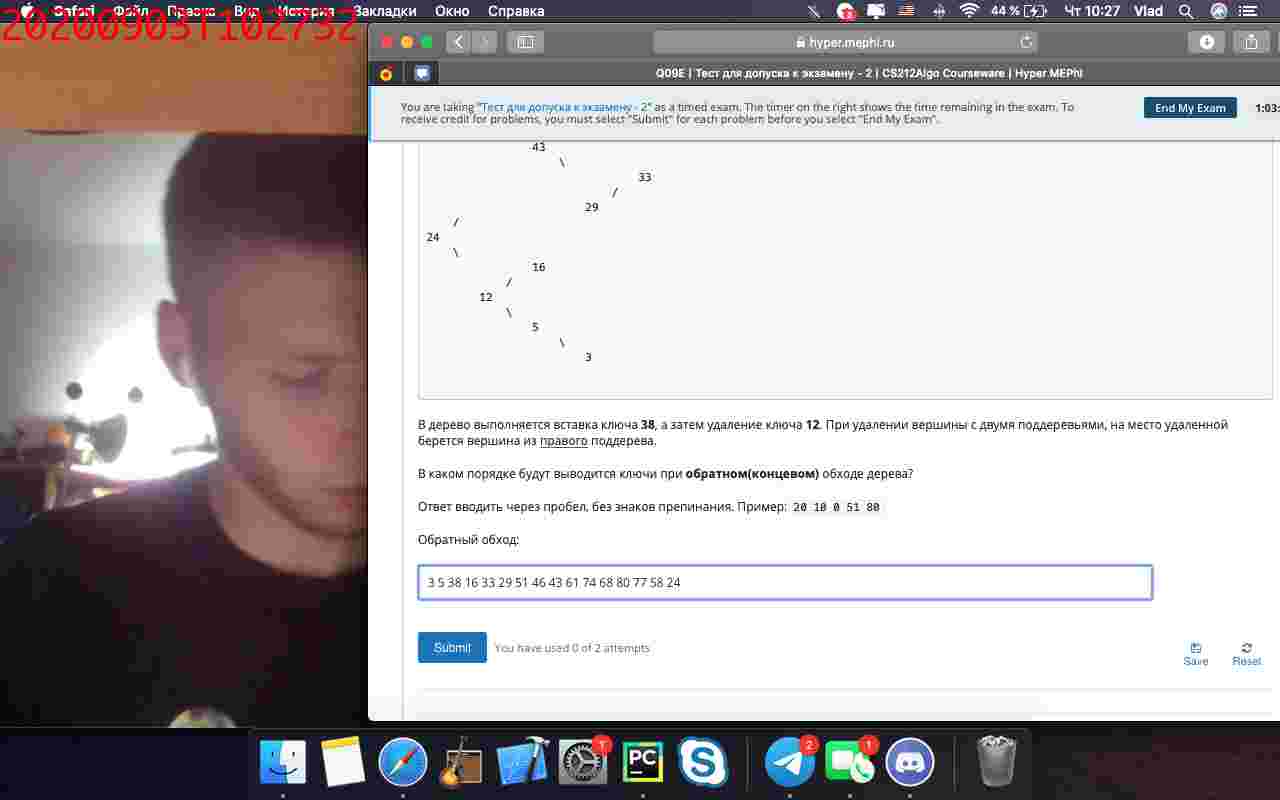 Safari Файл Правка Вид История Закладки Окно Справка 44 % Чт 10:27 Vlad
20200903T102732
hyper.mephi.ru
Q09E | Тест для допуска к экзамену - 2 | CS212Algo Courseware | Hyper.MEPhI
You are taking "Тест для допуска к экзамену - 2" as a timed exam. The timer on the right shows the time remaining in the exam. To
receive credit for problems, you must select "Submit" for each problem before you select "End My Exam".
End My Exam
1:03:
43
\
33
/
29
/
24
\
16
/
12
\
5
\
3
В дерево выполняется вставка ключа 38, а затем удаление ключа 12. При удалении вершины с двумя поддеревьями, на место удаленной
берется вершина из правого поддерева.
В каком порядке будут выводится ключи при обратном(концевом) обходе дерева?
Ответ вводить через пробел, без знаков препинания. Пример: 20 10 0 51 80
Обратный обход:
3 5 38 16 33 29 51 46 43 61 74 68 80 77 58 24
Submit
You have used 0 of 2 attempts
Save
Reset
PC
2
1